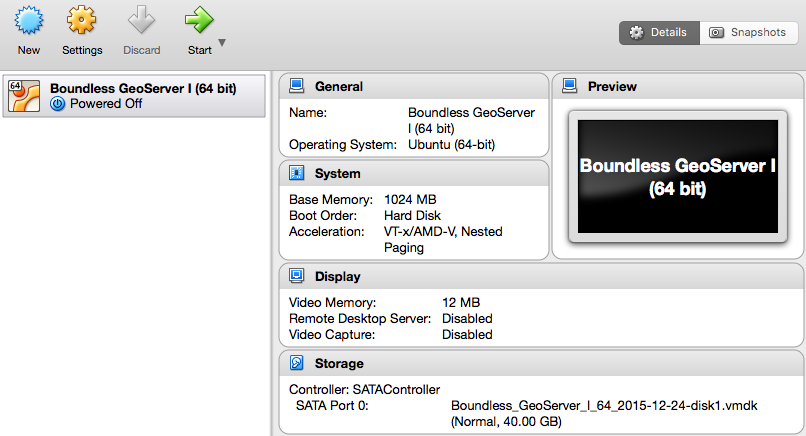 New
Settings
Discard
Start
Details
Snapshots
64
Boundless GeoServer I (64 bit)
Powered Off
General
Name: Boundless GeoServer
I (64 bit)
Operating System: Ubuntu (64-bit)
Preview
Boundless GeoServer I
(64 bit)
System
Base Memory: 1024 MB
Boot Order: Hard Disk
Acceleration: VT-x/AMD-V, Nested
Paging
Display
Video Memory: 12 MB
Remote Desktop Server: Disabled
Video Capture: Disabled
Storage
Controller: SATAController
SATA Port 0: Boundless_GeoServer_I_64_2015-12-24-disk1.vmdk
(Normal, 40.00 GB)